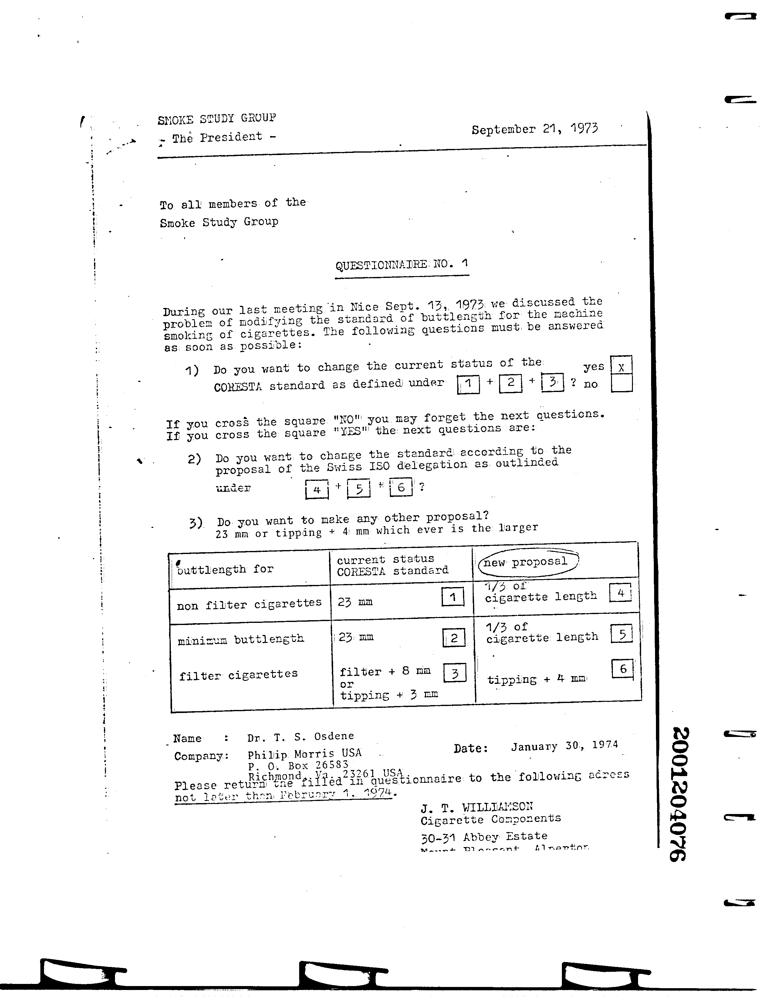 SMOKE STUDY GROUP
- The President -
September 21, 1973
To all members of the
Smoke Study Group
QUESTIONNAIRE NO. 1
During our last meeting in Nice Sept. 13, 1973 we discussed the
problem of modifying the standard of buttlength for the machine
smoking of cigarettes. The following questions must be answered
as soon as possible:
1) Do you want to change the current status of the yes X
CORESTA standard as defined under 1 + 2 + 3 ? no
If you cross the square "NO" you may forget the next questions.
If you cross the square "YES" the next questions are:
2) Do you want to change the standard according to the
proposal of the Swiss ISO delegation as outlinded
under 4 + 5 + 6 ?
3) Do you want to make any other proposal?
23 mm or tipping + 4 mm which ever is the larger
buttlength for
current status
CORESTA standard
new proposal
non filter cigarettes
23 mm 1
1/3 of
cigarette length 4
minimum buttlength
23 mm 2
1/3 of
cigarette length 5
filter cigarettes
filter + 8 mm 3
or
tipping + 3 mm
6
tipping + 4 mm
Name : Dr. T. S. Osdene
Company: Philip Morris USA
P. O. Box 26583
Richmond, Va. 23261 USA
Date: January 30, 1974
Please return the filled in questionnaire to the following adress
not later than February 1. 1974.
J. T. WILLIAMSON
Cigarette Components
30-31 Abbey Estate
2001204076